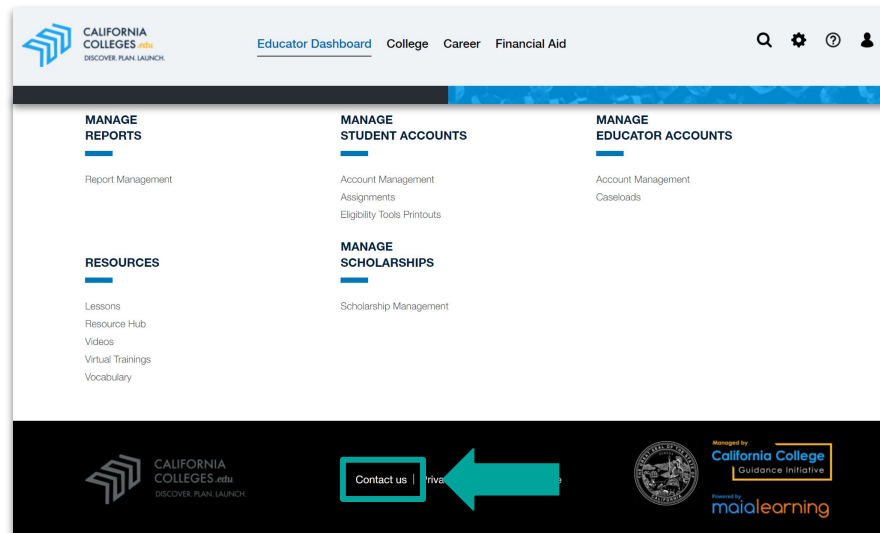 CALIFORNIA
COLLEGES.edu
DISCOVER. PLAN. LAUNCH.
Educator Dashboard College Career Financial Aid
MANAGE
REPORTS
Report Management
MANAGE
STUDENT ACCOUNTS
Account Management
Assignments
Eligibility Tools Printouts
MANAGE
EDUCATOR ACCOUNTS
Account Management
Caseloads
RESOURCES
Lessons
Resource Hub
Videos
Virtual Trainings
Vocabulary
MANAGE
SCHOLARSHIPS
Scholarship Management
CALIFORNIA
COLLEGES.edu
DISCOVER. PLAN. LAUNCH.
Contact us |
Managed by
California College
Guidance Initiative
Powered by
maialearning